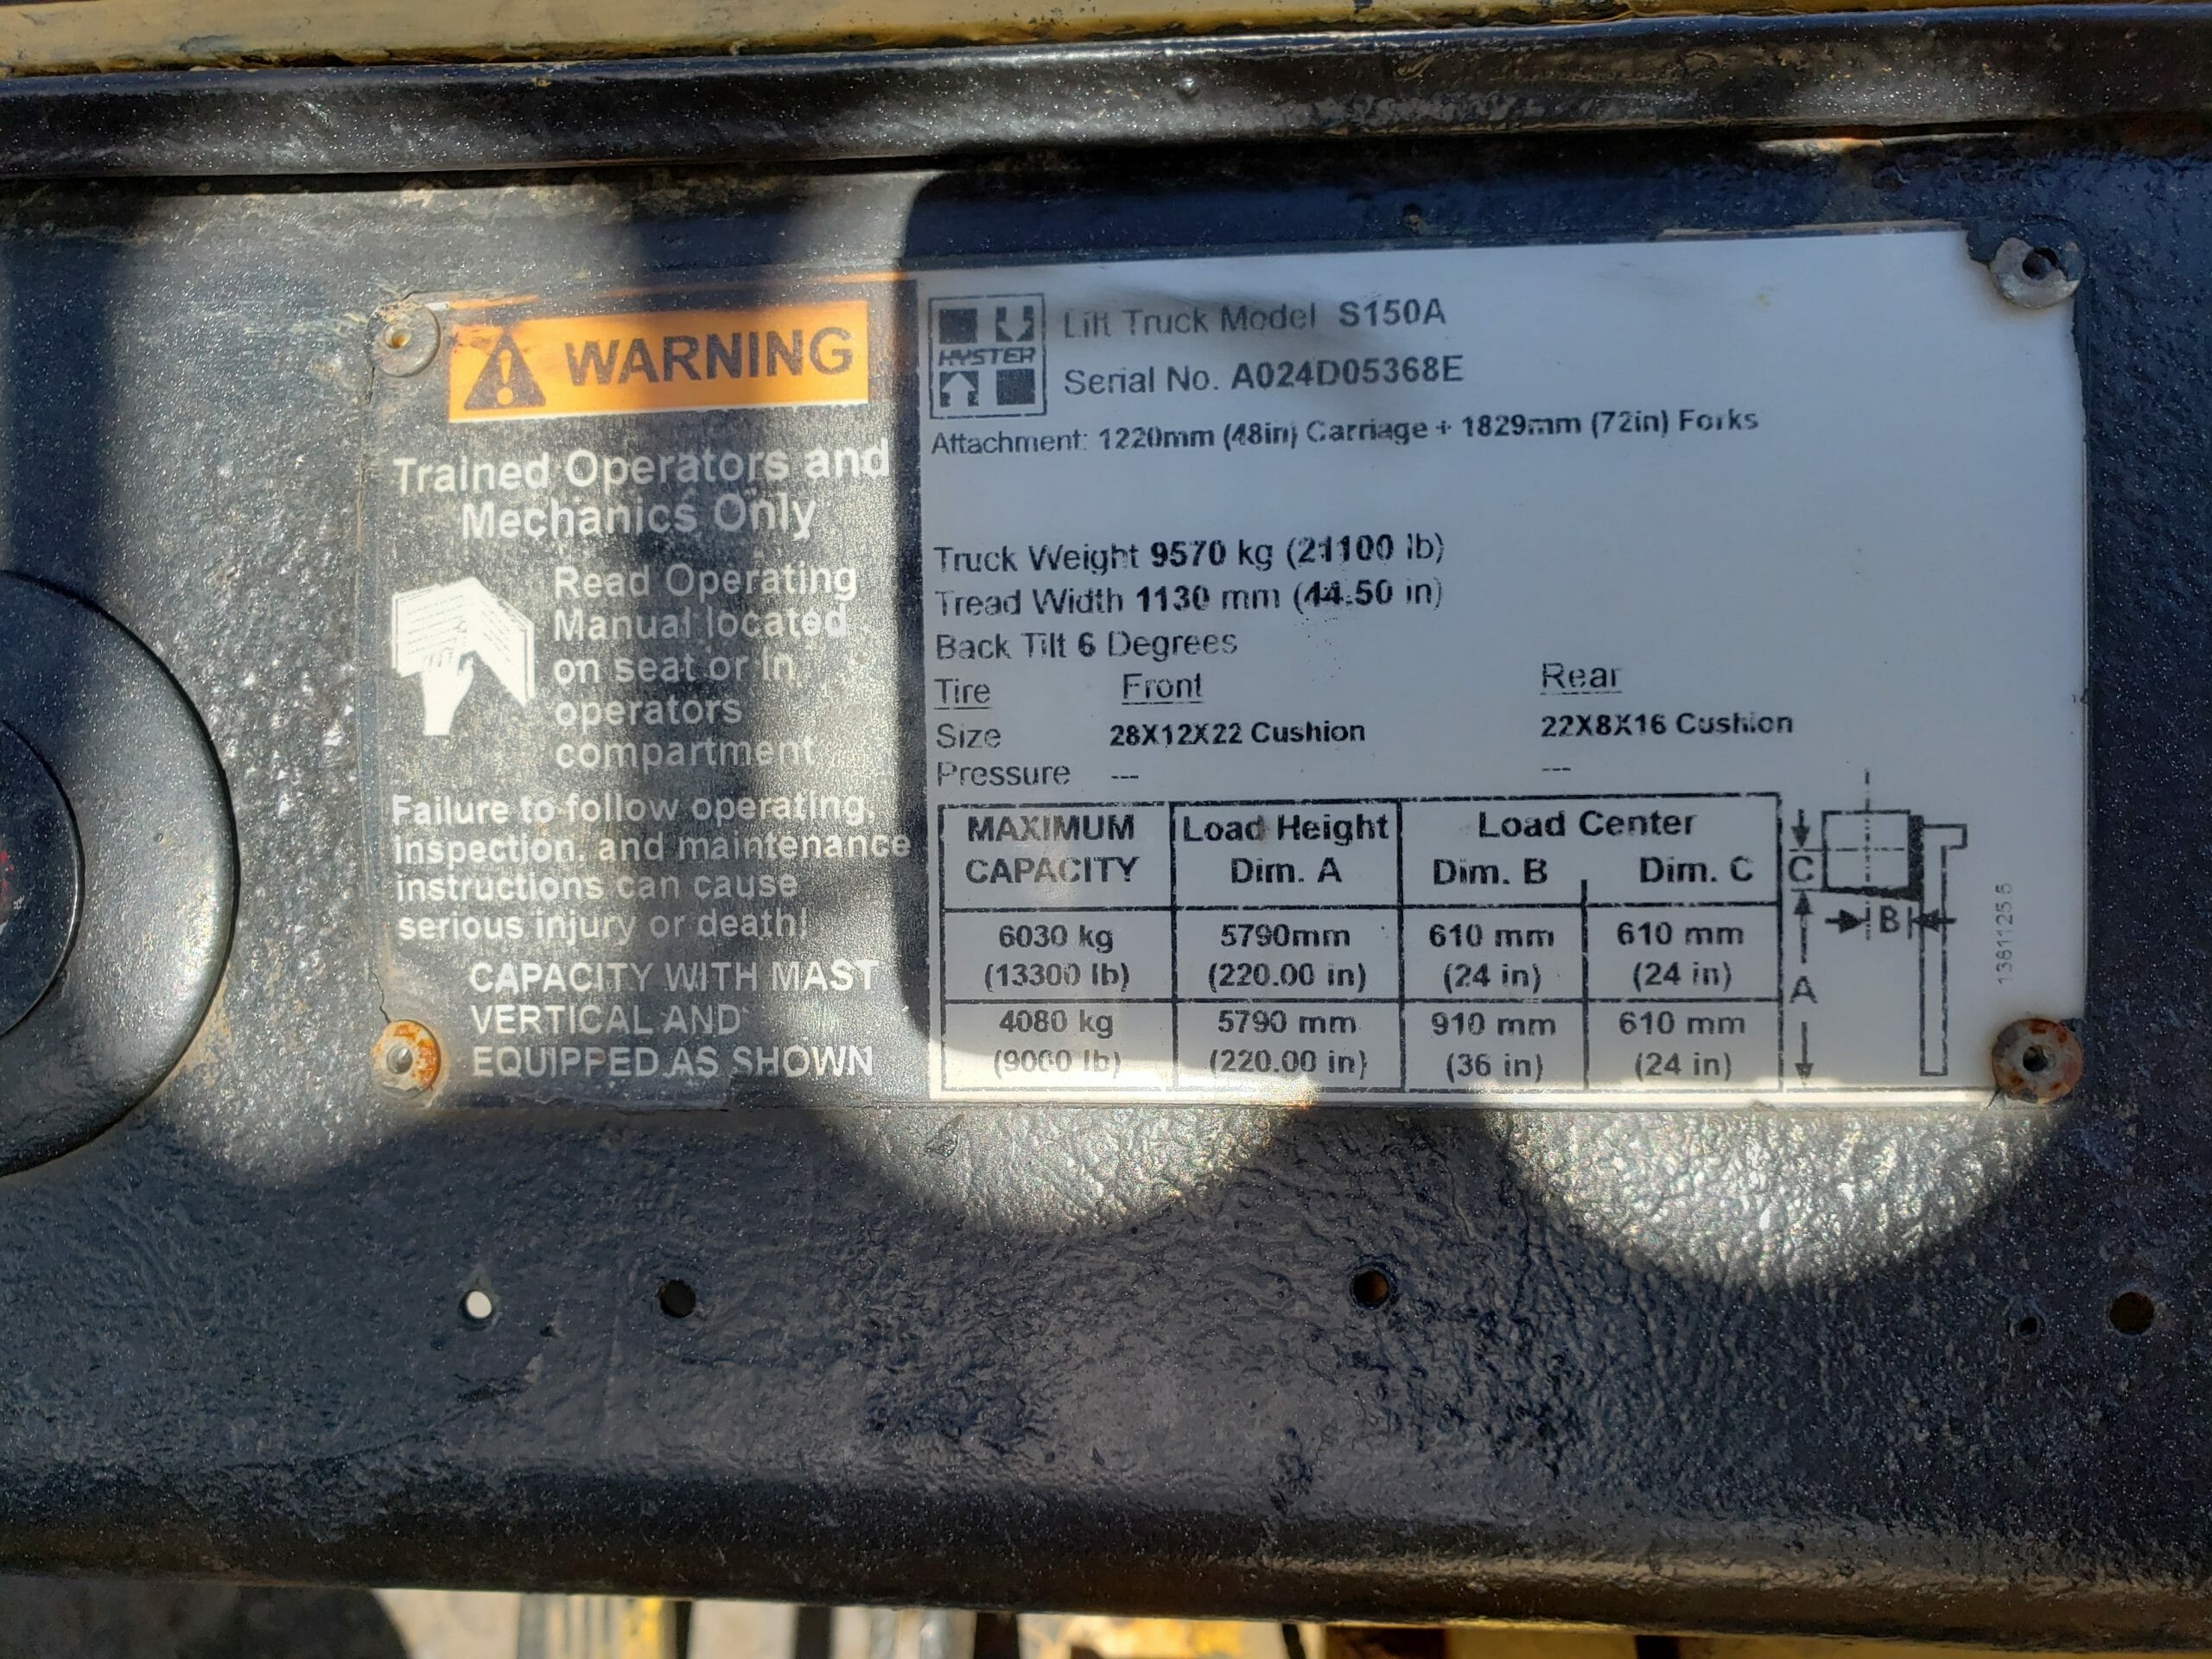 WARNING
Trained Operators and
Mechanics Only
Read Operating
Manual located
on seat or in
operators
compartment
Failure to follow operating,
inspection, and maintenance
instructions can cause
serious injury or death!
CAPACITY WITH MAST
VERTICAL AND
EQUIPPED AS SHOWN
HYSTER
Lift Truck Model S150A
Serial No. A024D05368E
Attachment: 1220mm (48in) Carriage + 1829mm (72in) Forks
Truck Weight 9570 kg (21100 lb)
Tread Width 1130 mm (44.50 in)
Back Tilt 6 Degrees
Tire Front Rear
Size 28X12X22 Cushion 22X8X16 Cushion
Pressure --- ---
MAXIMUM Load Height Load Center
CAPACITY Dim. A Dim. B Dim. C
6030 kg 5790mm 610 mm 610 mm
(13300 lb) (220.00 in) (24 in) (24 in)
4080 kg 5790 mm 910 mm 610 mm
(9000 lb) (220.00 in) (36 in) (24 in)
C
B
A
1381125 5